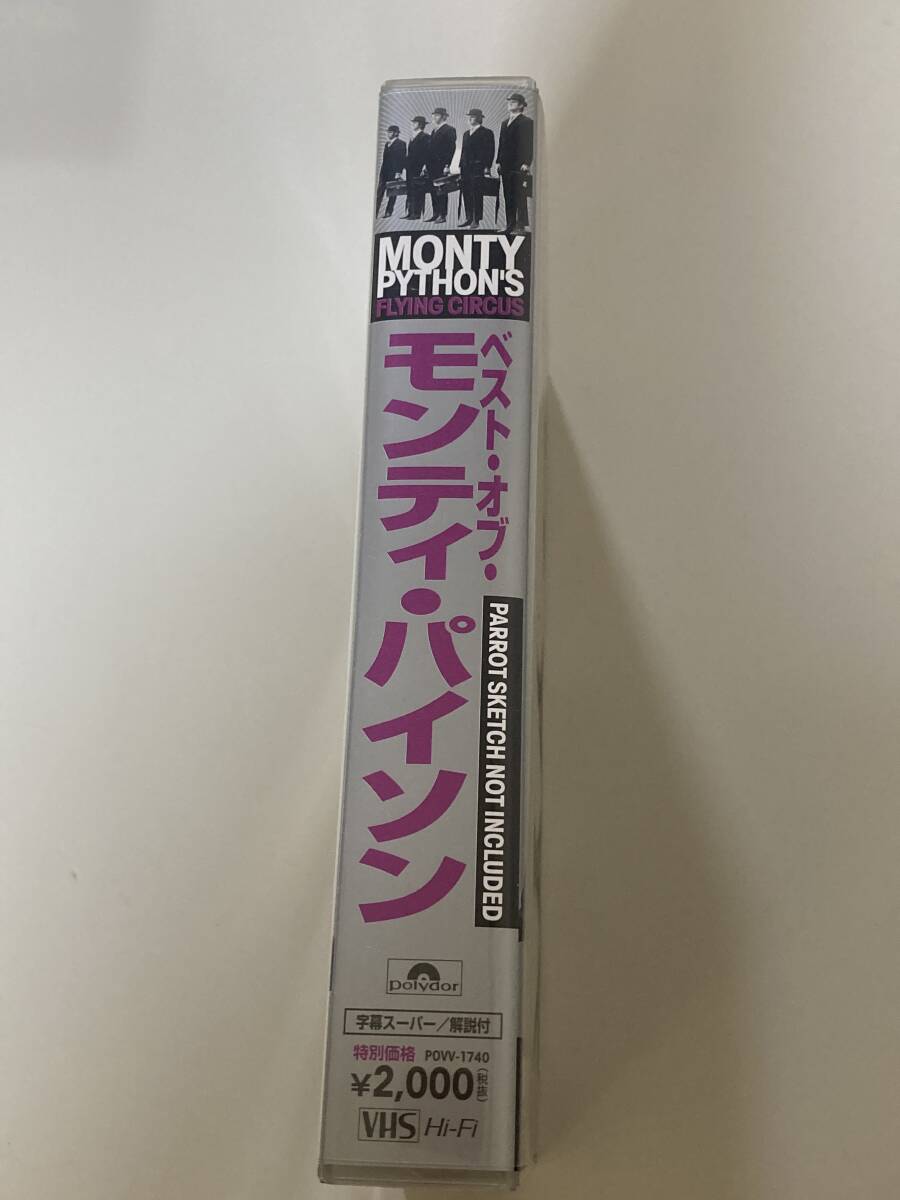 MONTY
PYTHON'S
FLYING CIRCUS
ベスト・オブ・
モンティ・パイソン
PARROT SKETCH NOT INCLUDED
polydor
字幕スーパー/解説付
特別価格 POVV-1740
¥2,000(税抜)
VHS Hi-Fi